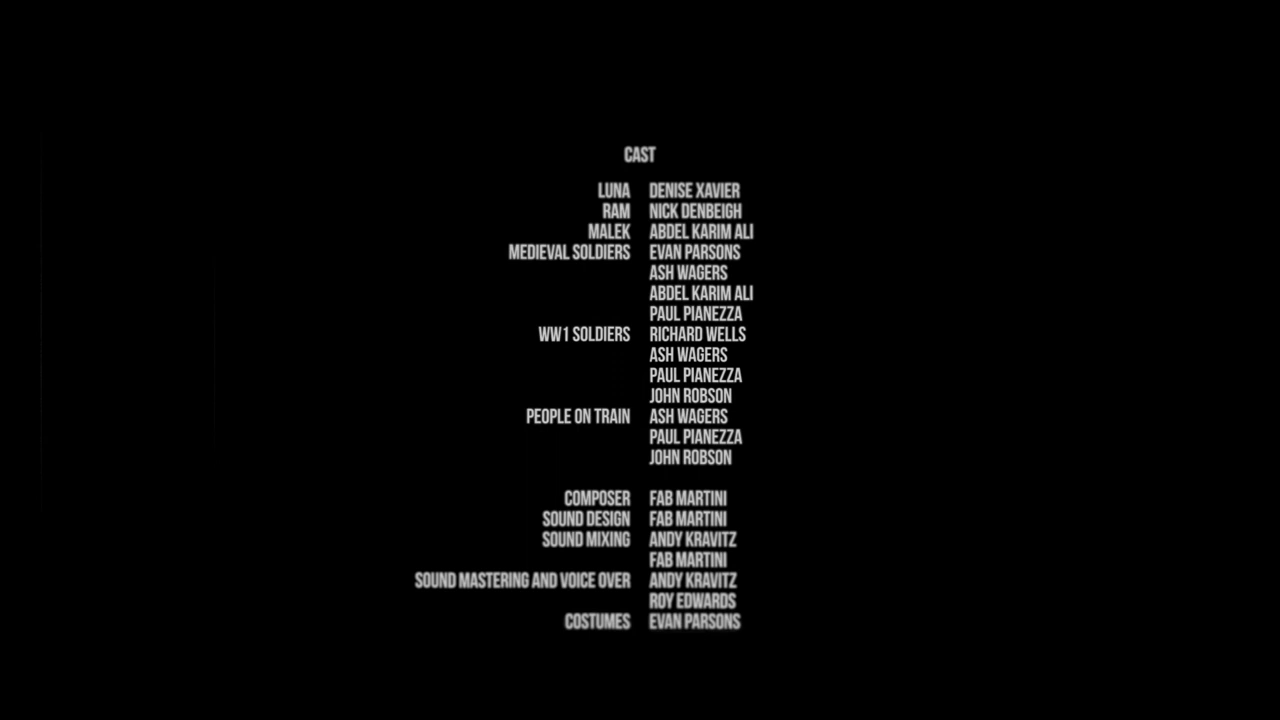 CAST
LUNA DENISE XAVIER
RAM NICK DENBEIGH
MALEK ABDEL KARIM ALI
MEDIEVAL SOLDIERS EVAN PARSONS
ASH WAGERS
ABDEL KARIM ALI
PAUL PIANEZZA
WW1 SOLDIERS RICHARD WELLS
ASH WAGERS
PAUL PIANEZZA
JOHN ROBSON
PEOPLE ON TRAIN ASH WAGERS
PAUL PIANEZZA
JOHN ROBSON
COMPOSER FAB MARTINI
SOUND DESIGN FAB MARTINI
SOUND MIXING ANDY KRAVITZ
FAB MARTINI
SOUND MASTERING AND VOICE OVER ANDY KRAVITZ
ROY EDWARDS
COSTUMES EVAN PARSONS